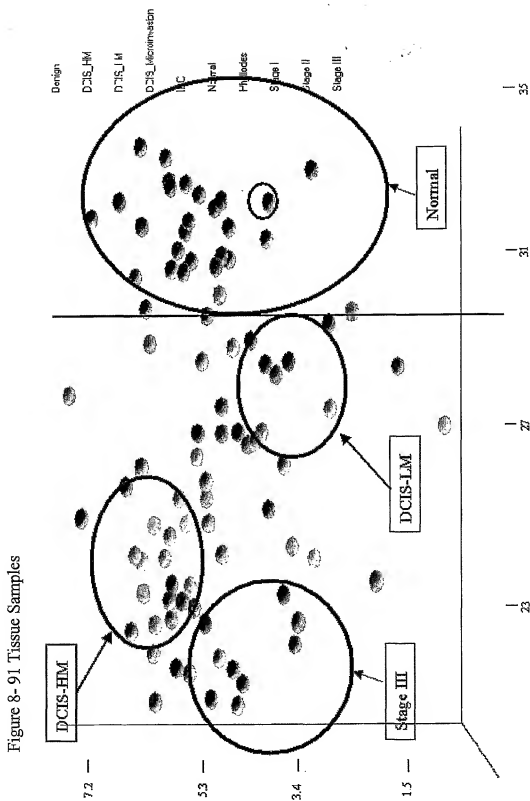 Figure 8- 91 Tissue Samples
Benign
DCIS_HM
DCIS_LM
DCIS_Microinvasion
Normal
Stage I
Stage II
Stage III
DCIS-HM
Stage III
DCIS-LM
Normal
7.2
5.3
3.4
1.5
23
27
31
35